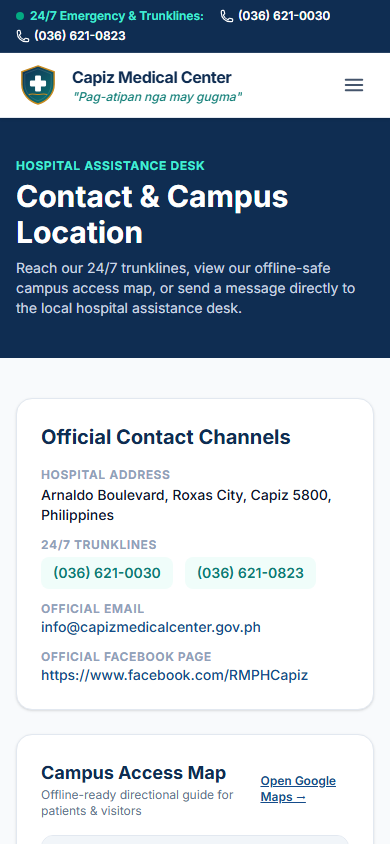 24/7 Emergency & Trunklines: (036) 621-0030
(036) 621-0823
Capiz Medical Center
"Pag-atipan nga may gugma"
HOSPITAL ASSISTANCE DESK
Contact & Campus
Location
Reach our 24/7 trunklines, view our offline-safe
campus access map, or send a message directly to
the local hospital assistance desk.
Official Contact Channels
HOSPITAL ADDRESS
Arnaldo Boulevard, Roxas City, Capiz 5800,
Philippines
24/7 TRUNKLINES
(036) 621-0030 (036) 621-0823
OFFICIAL EMAIL
info@capizmedicalcenter.gov.ph
OFFICIAL FACEBOOK PAGE
https://www.facebook.com/RMPHCapiz
Campus Access Map
Offline-ready directional guide for
patients & visitors
Open Google
Maps →